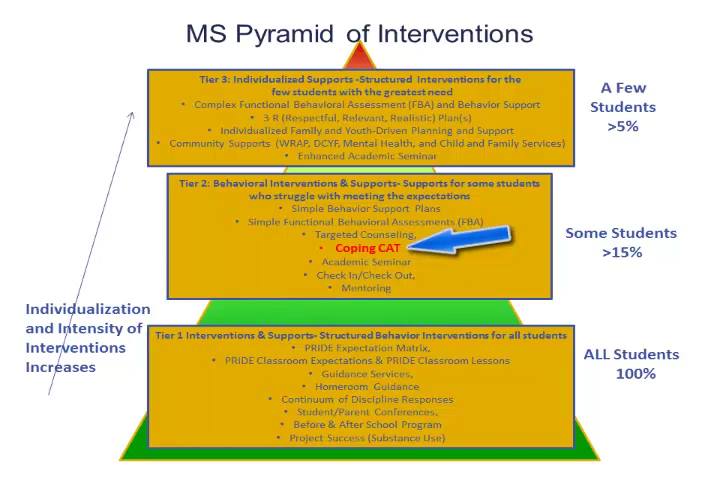 MS Pyramid of Interventions
Tier 3: Individualized Supports -Structured Interventions for the
few students with the greatest need
• Complex Functional Behavioral Assessment (FBA) and Behavior Support
• 3 R (Respectful, Relevant, Realistic) Plan(s)
• Individualized Family and Youth-Driven Planning and Support
• Community Supports (WRAP, DCYF, Mental Health, and Child and Family Services)
• Enhanced Academic Seminar
A Few
Students
>5%
Tier 2: Behavioral Interventions & Supports- Supports for some students
who struggle with meeting the expectations
• Simple Behavior Support Plans
• Simple Functional Behavioral Assessments (FBA)
• Targeted Counseling,
• Coping CAT
• Academic Seminar
• Check In/Check Out,
• Mentoring
Some Students
>15%
Individualization
and Intensity of
Interventions
Increases
Tier 1 Interventions & Supports- Structured Behavior Interventions for all students
• PRIDE Expectation Matrix,
• PRIDE Classroom Expectations & PRIDE Classroom Lessons
• Guidance Services,
• Homeroom Guidance
• Continuum of Discipline Responses
• Student/Parent Conferences,
• Before & After School Program
• Project Success (Substance Use)
ALL Students
100%